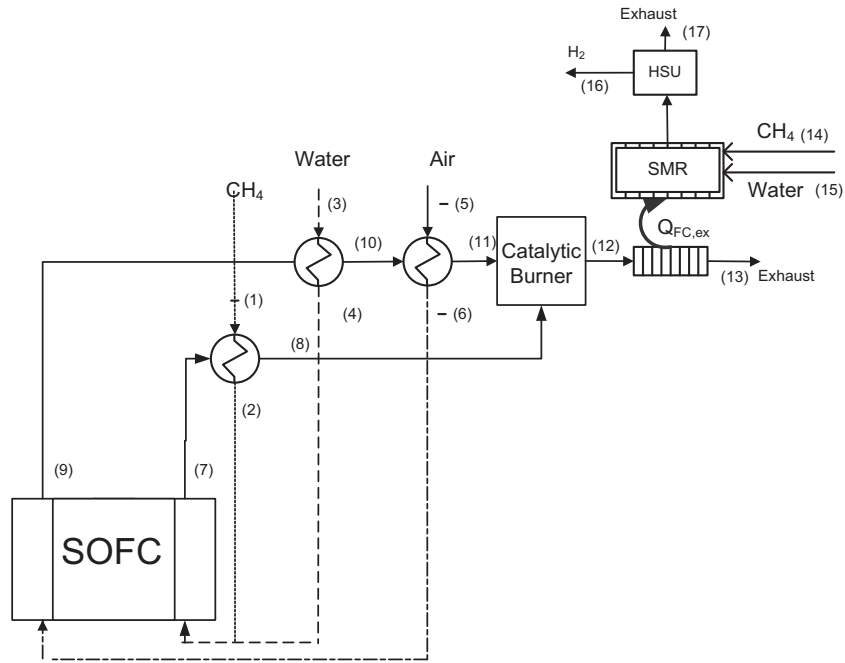 Exhaust
(17)
H2
HSU
(16)
CH4 (14)
SMR
Water
(15)
Water
Air
CH4
(3)
(5)
QFC,ex
(10)
(11)
Catalytic
Burner
(12)
(13)
Exhaust
(1)
(4)
(6)
(8)
(2)
(9)
(7)
SOFC